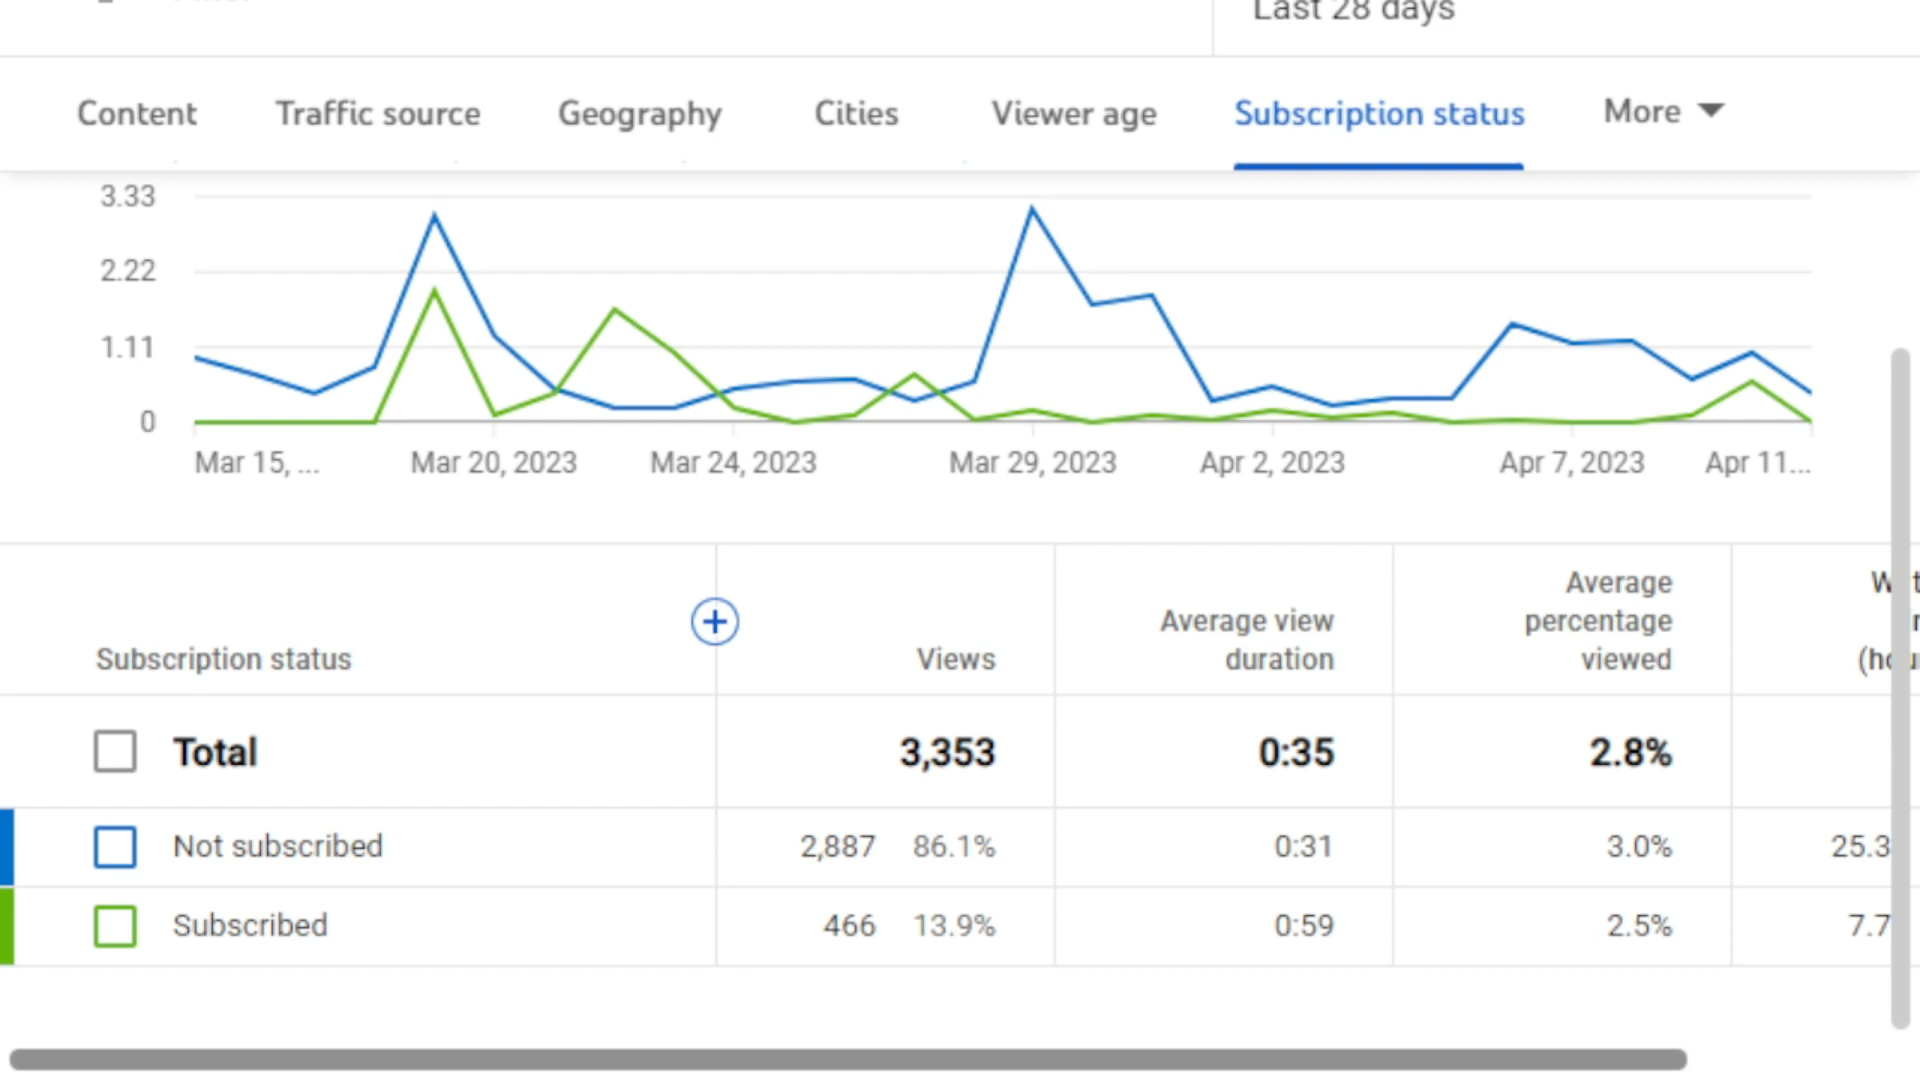 Last 28 days
Content Traffic source Geography Cities Viewer age Subscription status More
3.33
2.22
1.11
0
Mar 15, ... Mar 20, 2023 Mar 24, 2023 Mar 29, 2023 Apr 2, 2023 Apr 7, 2023 Apr 11...
Subscription status
Views
Average view
duration
Average
percentage
viewed
Total 3,353 0:35 2.8%
Not subscribed 2,887 86.1% 0:31 3.0% 25.3
Subscribed 466 13.9% 0:59 2.5% 7.7